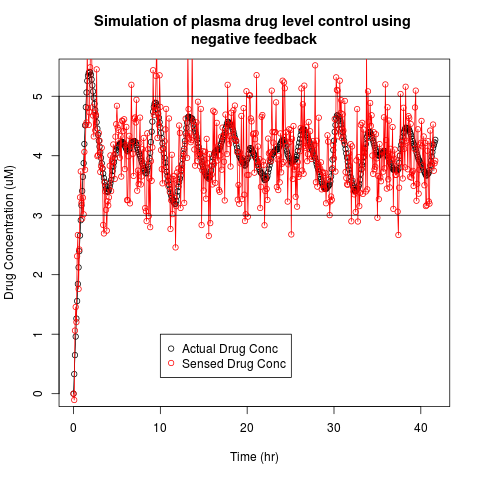 Simulation of plasma drug level control using
negative feedback
Drug Concentration (uM)
5
4
3
2
1
0
Actual Drug Conc
Sensed Drug Conc
0 10 20 30 40
Time (hr)